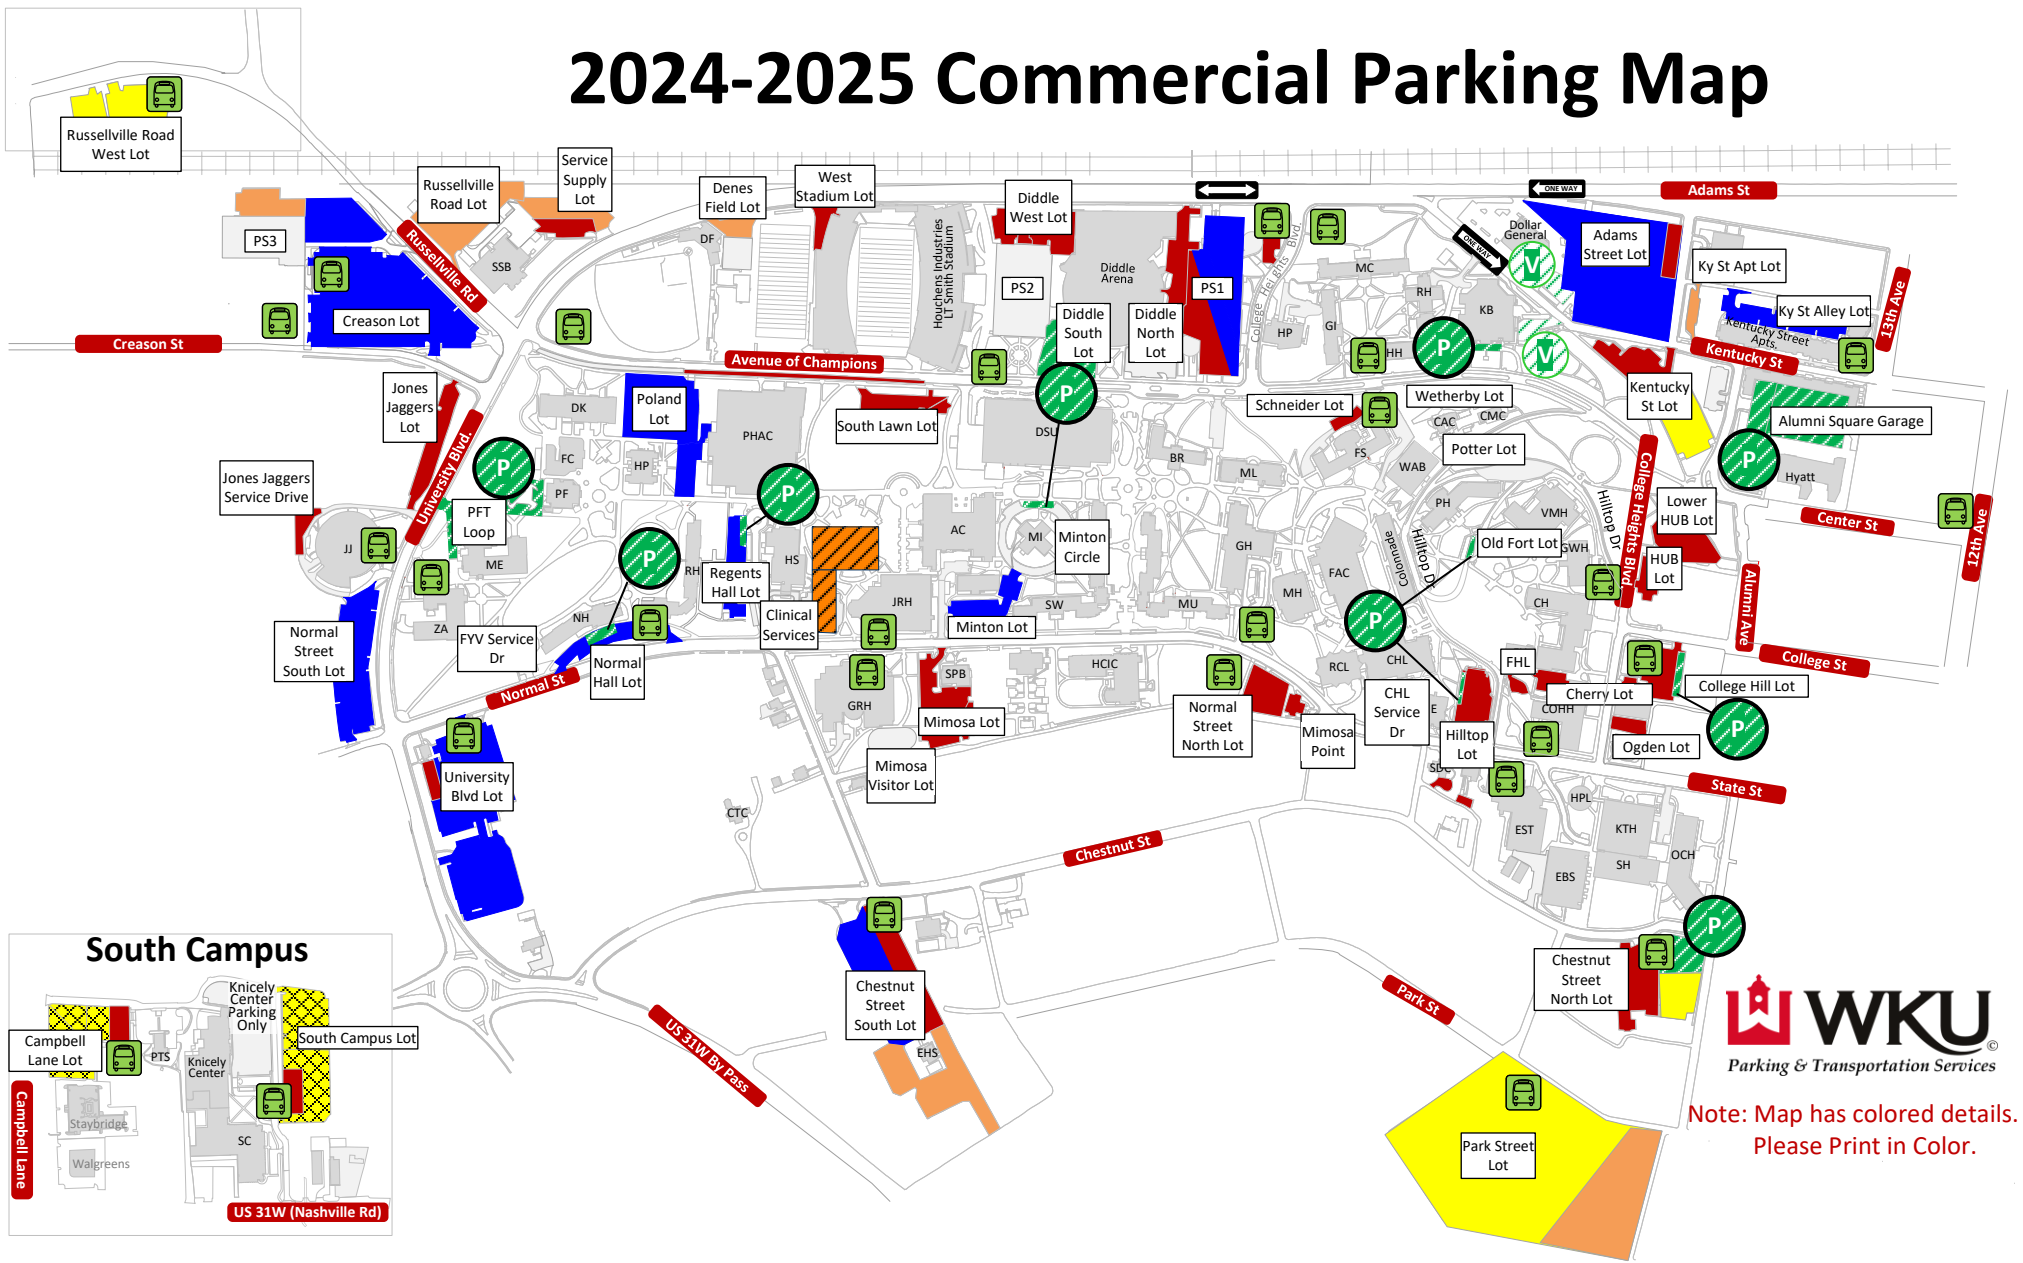 2024-2025 Commercial Parking Map
Russellville Road
West Lot
Russellville
Road Lot
Service
Supply
Lot
Denes
Field Lot
West
Stadium Lot
Diddle
West Lot
ONE WAY
Adams St
PS3
Russellville Rd
SSB
DF
Houchens Industries
LT Smith Stadium
PS2
Diddle
Arena
PS1
College Heights Blvd.
MC
ONE WAY
Dollar
General
V
Adams
Street Lot
Ky St Apt Lot
Ky St Alley Lot
Kentucky Street
Apts.
13th Ave
Creason Lot
Creason St
Diddle
South
Lot
Diddle
North
Lot
HP
GI
RH
KB
HH
P
V
Kentucky St
Avenue of Champions
Jones
Jaggers
Lot
DK
Poland
Lot
PHAC
South Lawn Lot
P
DSU
Schneider Lot
Wetherby Lot
CAC
CMC
Kentucky
St Lot
Alumni Square Garage
University Blvd.
P
FC
HP
PF
BR
ML
FS
WAB
Potter Lot
College Heights Blvd
P
Hyatt
Jones Jaggers
Service Drive
PFT
Loop
P
AC
MI
Minton
Circle
PH
VMH
Hilltop Dr
Lower
HUB Lot
Center St
12th Ave
JJ
ME
P
RH
Regents
Hall Lot
HS
GH
FAC
Colonnade
Hilltop Dr
Old Fort Lot
GWH
HUB
Lot
Alumni Ave
ZA
NH
Clinical
Services
JRH
SW
MU
MH
P
CH
Normal
Street
South Lot
FYV Service
Dr
Normal
Hall Lot
Minton Lot
Normal St
GRH
SPB
HCIC
RCL
CHL
FHL
College St
Mimosa Lot
Normal
Street
North Lot
Mimosa
Point
CHL
Service
Dr
E
Hilltop
Lot
Cherry Lot
COHH
College Hill Lot
P
Ogden Lot
University
Blvd Lot
Mimosa
Visitor Lot
SDC
State St
CTC
HPL
EST
KTH
SH
OCH
EBS
Chestnut St
P
South Campus
Knicely
Center
Parking
Only
Campbell
Lane Lot
PTS
Knicely
Center
South Campus Lot
Chestnut
Street
South Lot
EHS
US 31W By Pass
Park St
Chestnut
Street
North Lot
WKU
©
Parking & Transportation Services
Campbell Lane
Staybridge
SC
Walgreens
US 31W (Nashville Rd)
Park Street
Lot
Note: Map has colored details.
Please Print in Color.